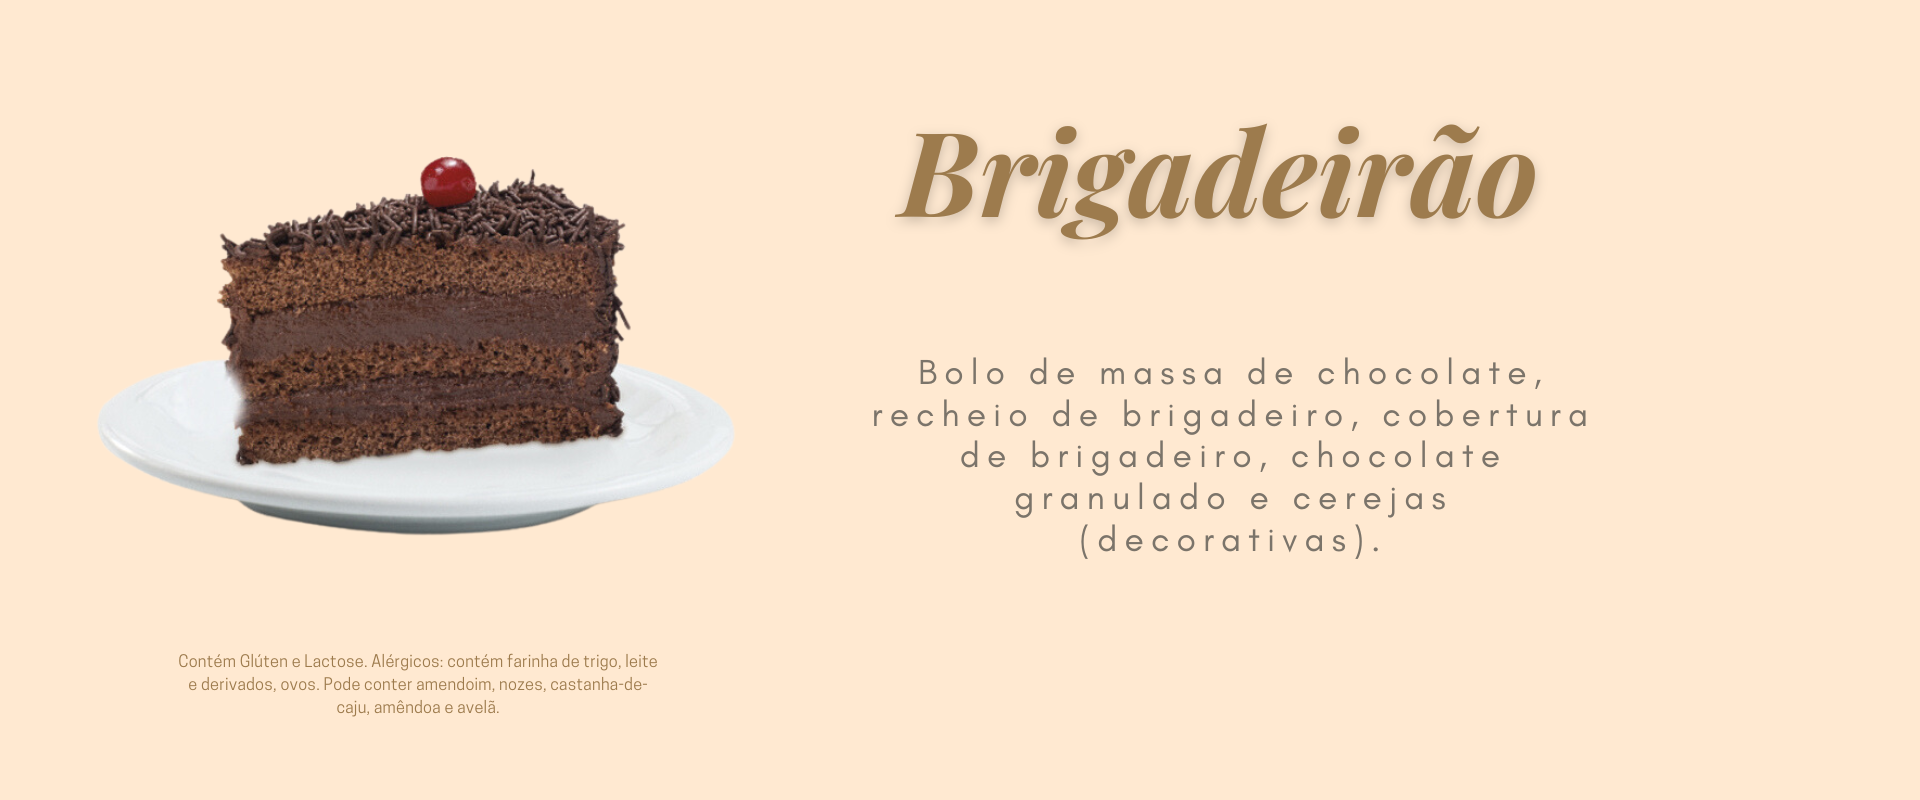 Brigadeirão
Bolo de massa de chocolate,
recheio de brigadeiro, cobertura
de brigadeiro, chocolate
granulado e cerejas
(decorativas).
Contém Glúten e Lactose. Alérgicos: contém farinha de trigo, leite
e derivados, ovos. Pode conter amendoim, nozes, castanha-de-
caju, amêndoa e avelã.